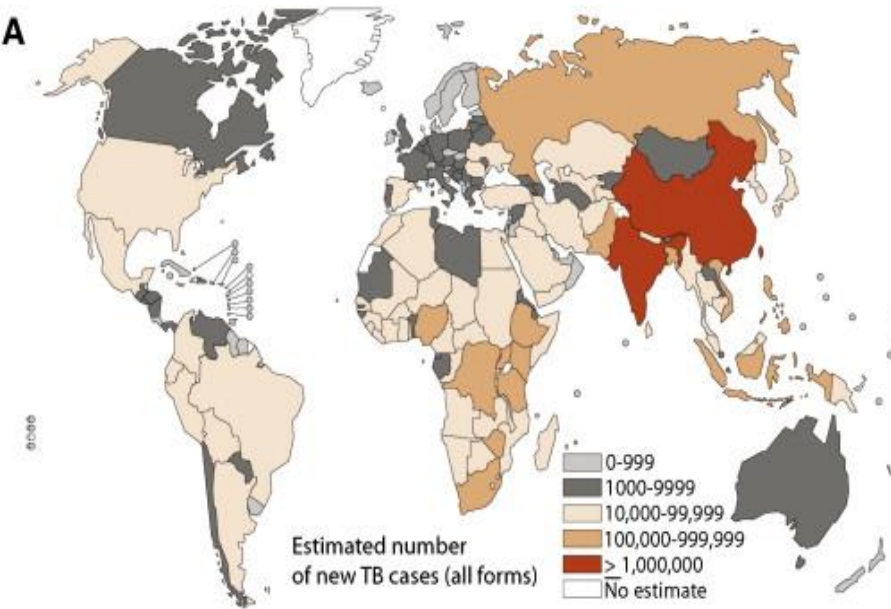 A
0-999
1000-9999
10,000-99,999
100,000-999,999
≥ 1,000,000
No estimate
Estimated number
of new TB cases (all forms)